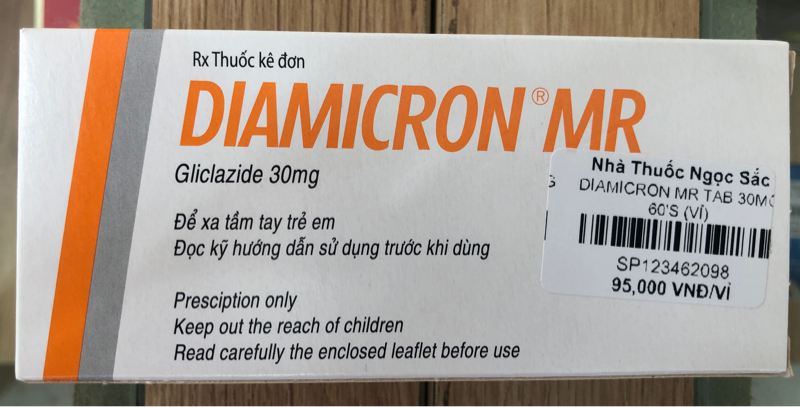 Rx Thuốc kê đơn
DIAMICRON® MR
Gliclazide 30mg
Để xa tầm tay trẻ em
Đọc kỹ hướng dẫn sử dụng trước khi dùng
Presciption only
Keep out the reach of children
Read carefully the enclosed leaflet before use
Nhà Thuốc Ngọc Sắc
DIAMICRON MR TAB 30MG
60'S (VỈ)
SP123462098
95,000 VNĐ/VỈ